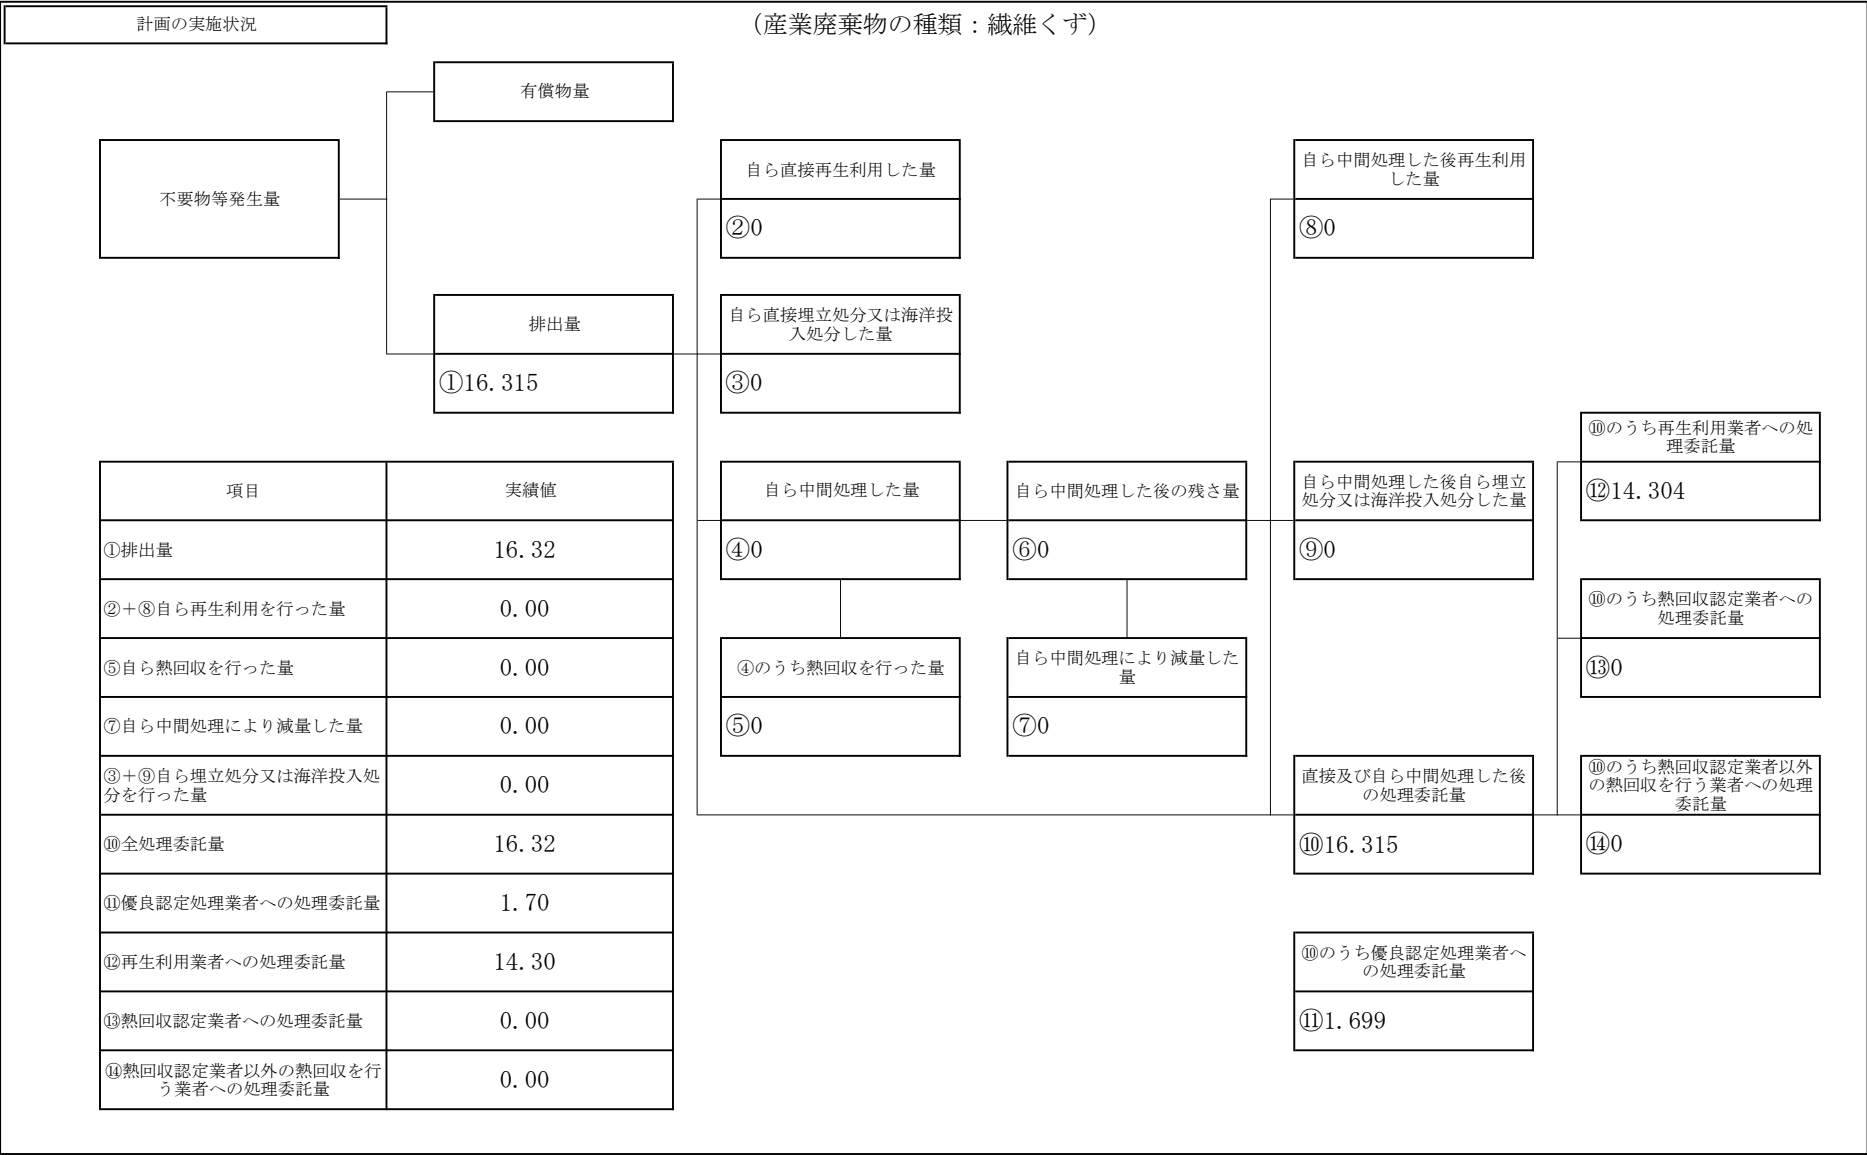 計画の実施状況
（産業廃棄物の種類：繊維くず）
有償物量
不要物等発生量
自ら直接再生利用した量
②0
自ら中間処理した後再生利用
した量
⑧0
排出量
①16.315
自ら直接埋立処分又は海洋投
入処分した量
③0
⑩のうち再生利用業者への処
理委託量
⑫14.304
自ら中間処理した量
④0
自ら中間処理した後の残さ量
⑥0
自ら中間処理した後自ら埋立
処分又は海洋投入処分した量
⑨0
⑩のうち熱回収認定業者への
処理委託量
⑬0
④のうち熱回収を行った量
⑤0
自ら中間処理により減量した
量
⑦0
直接及び自ら中間処理した後
の処理委託量
⑩16.315
⑩のうち熱回収認定業者以外
の熱回収を行う業者への処理
委託量
⑭0
⑩のうち優良認定処理業者へ
の処理委託量
⑪1.699
項目 実績値
①排出量 16.32
②＋⑧自ら再生利用を行った量 0.00
⑤自ら熱回収を行った量 0.00
⑦自ら中間処理により減量した量 0.00
③＋⑨自ら埋立処分又は海洋投入処
分を行った量 0.00
⑩全処理委託量 16.32
⑪優良認定処理業者への処理委託量 1.70
⑫再生利用業者への処理委託量 14.30
⑬熱回収認定業者への処理委託量 0.00
⑭熱回収認定業者以外の熱回収を行
う業者への処理委託量 0.00